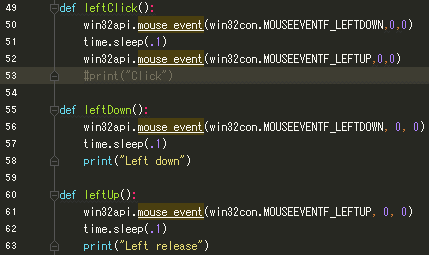 49 def leftClick():
50     win32api.mouse_event(win32con.MOUSEEVENTF_LEFTDOWN,0,0)
51     time.sleep(.1)
52     win32api.mouse_event(win32con.MOUSEEVENTF_LEFTUP,0,0)
53     #print("Click")
54
55 def leftDown():
56     win32api.mouse_event(win32con.MOUSEEVENTF_LEFTDOWN, 0, 0)
57     time.sleep(.1)
58     print("Left down")
59
60 def leftUp():
61     win32api.mouse_event(win32con.MOUSEEVENTF_LEFTUP, 0, 0)
62     time.sleep(.1)
63     print("Left release")